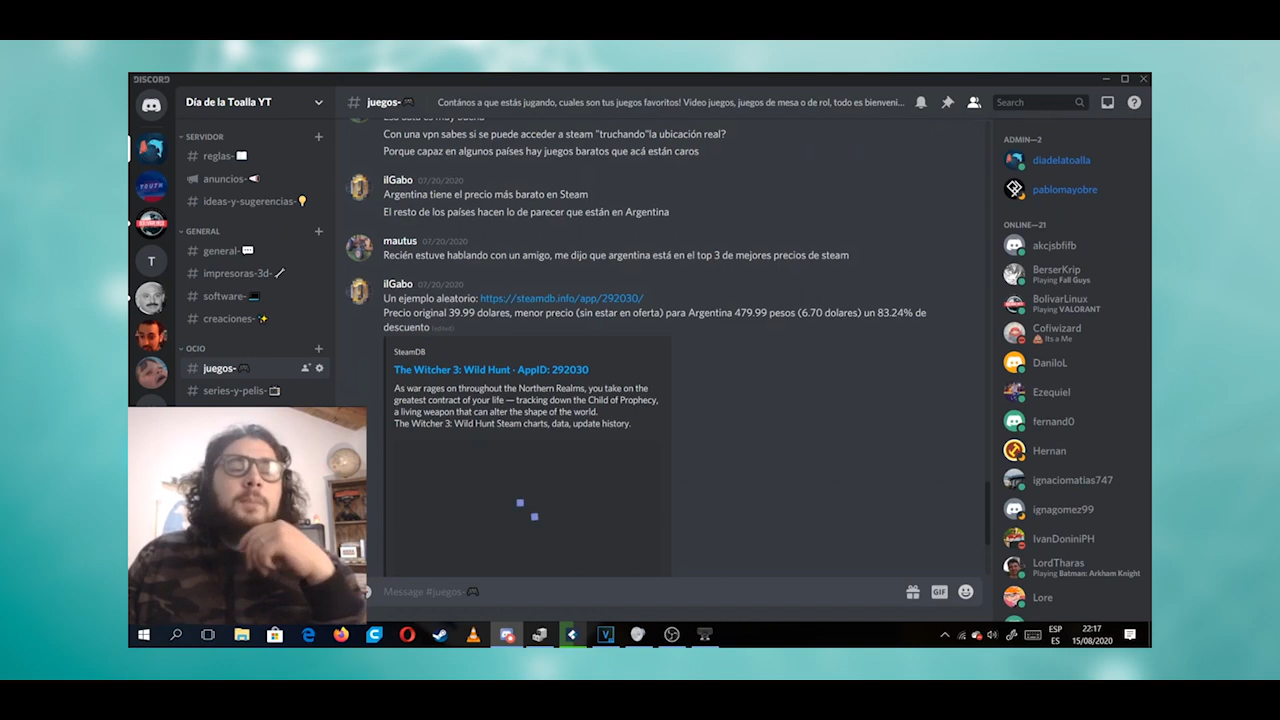 DISCORD
Día de la Toalla YT
# juegos-
Contános a que estás jugando, cuales son tus juegos favoritos! Video juegos, juegos de mesa o de rol, todo es bienveni...
Search
SERVIDOR
# reglas-
anuncios-
# ideas-y-sugerencias-
GENERAL
# general-
# impresoras-3d-
# software-
# creaciones-
OCIO
# juegos-
# series-y-pelis-
YOUTH
T
Esa data es muy buena
Con una vpn sabes si se puede acceder a steam "truchando"la ubicación real?
Porque capaz en algunos países hay juegos baratos que acá están caros
ilGabo 07/20/2020
Argentina tiene el precio más barato en Steam
El resto de los países hacen lo de parecer que están en Argentina
mautus 07/20/2020
Recién estuve hablando con un amigo, me dijo que argentina está en el top 3 de mejores precios de steam
ilGabo 07/20/2020
Un ejemplo aleatorio: https://steamdb.info/app/292030/
Precio original 39.99 dolares, menor precio (sin estar en oferta) para Argentina 479.99 pesos (6.70 dolares) un 83.24% de
descuento (edited)
SteamDB
The Witcher 3: Wild Hunt · AppID: 292030
As war rages on throughout the Northern Realms, you take on the
greatest contract of your life — tracking down the Child of Prophecy,
a living weapon that can alter the shape of the world.
The Witcher 3: Wild Hunt Steam charts, data, update history.
Message #juegos-
GIF
ADMIN—2
diadelatoalla
pablomayobre
ONLINE—21
akcjsbfifb
BerserKrip
Playing Fall Guys
BolivarLinux
Playing VALORANT
Cofiwizard
Its a Me
DaniloL
Ezequiel
fernand0
Hernan
ignaciomatias747
ignagomez99
IvanDoniniPH
LordTharas
Playing Batman: Arkham Knight
Lore
ESP
ES
22:17
15/08/2020